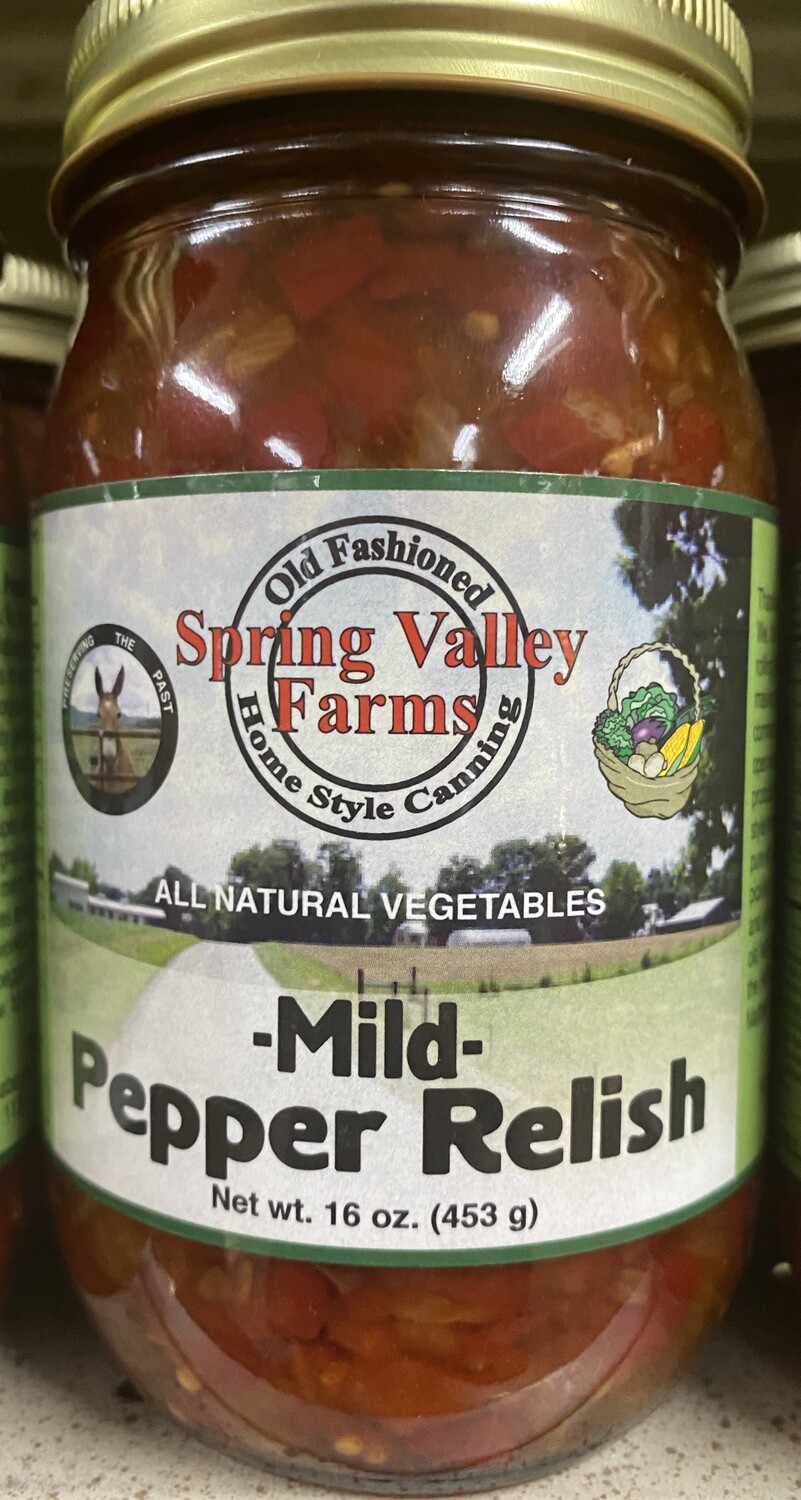 Old Fashioned
Spring Valley
Farms
Home Style Canning
PRESERVING THE PAST
ALL NATURAL VEGETABLES
-Mild-
Pepper Relish
Net wt. 16 oz. (453 g)